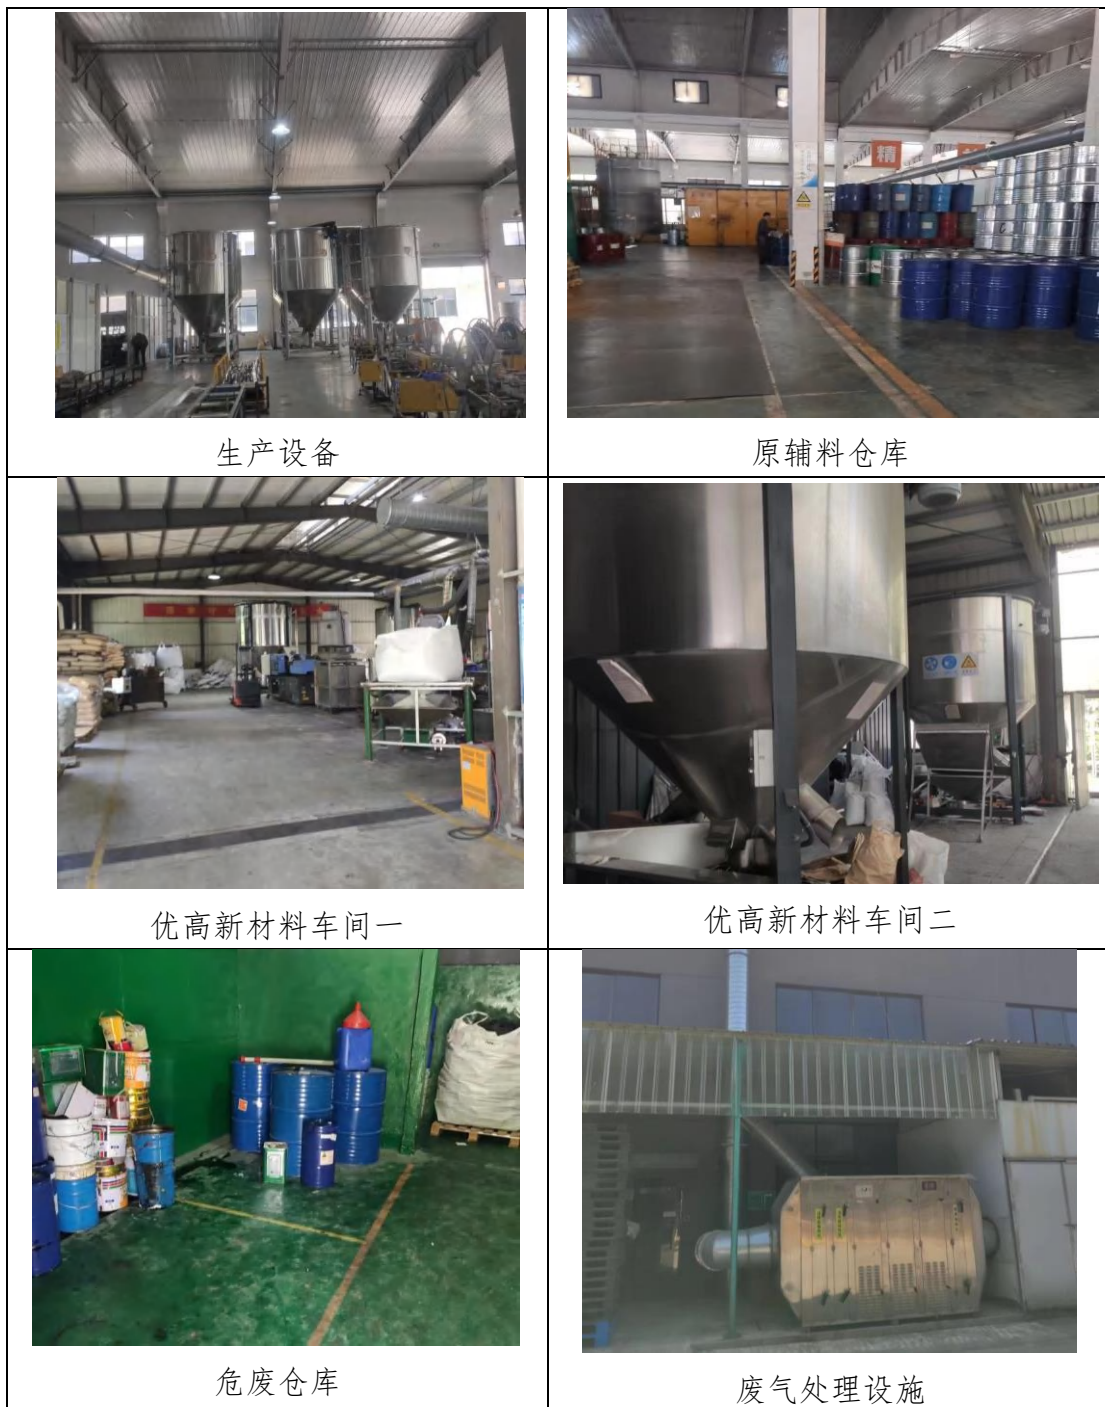 精
生产设备
原辅料仓库
优高新材料车间一
优高新材料车间二
危废仓库
废气处理设施